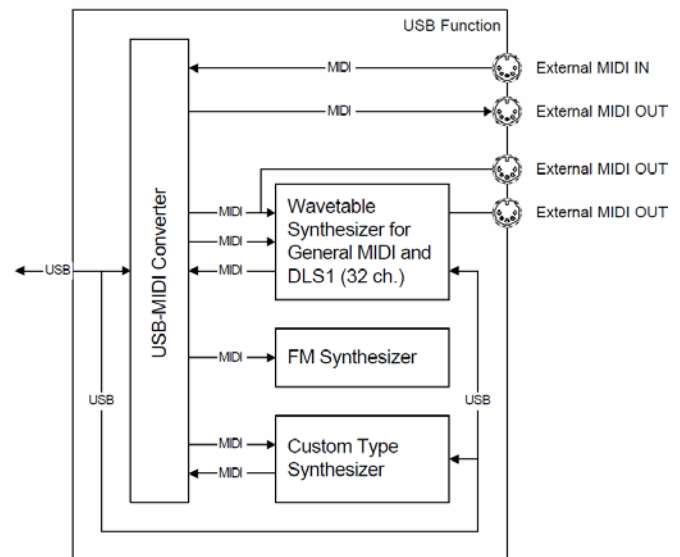 USB Function
MIDI
External MIDI IN
MIDI
External MIDI OUT
External MIDI OUT
MIDI
External MIDI OUT
MIDI
MIDI
Wavetable
Synthesizer for
General MIDI and
DLS1 (32 ch.)
USB
USB-MIDI Converter
MIDI
FM Synthesizer
USB
USB
MIDI
MIDI
Custom Type
Synthesizer